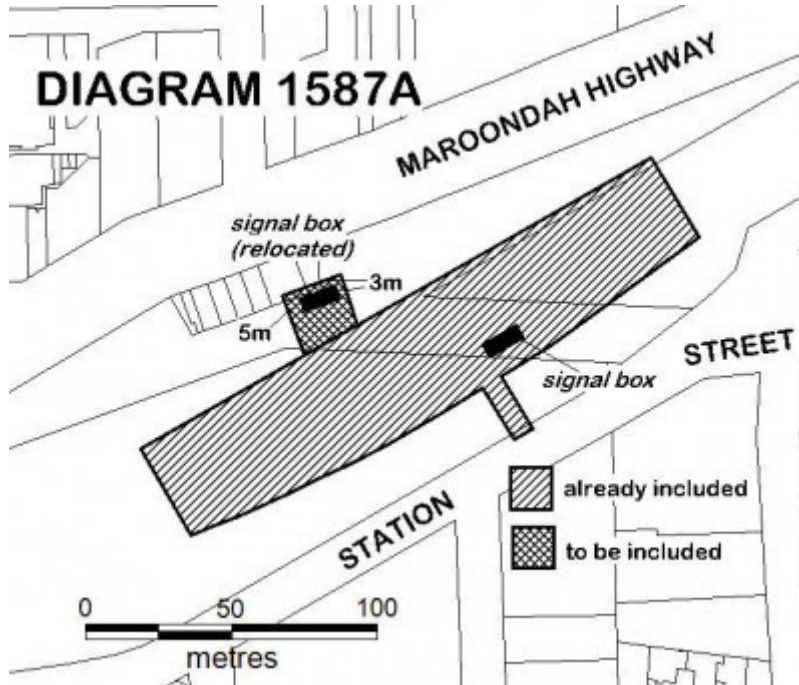 DIAGRAM 1587A
MAROONDAH HIGHWAY
signal box
(relocated)
3m
5m
signal box
STREET
STATION
already included
to be included
0 50 100
metres